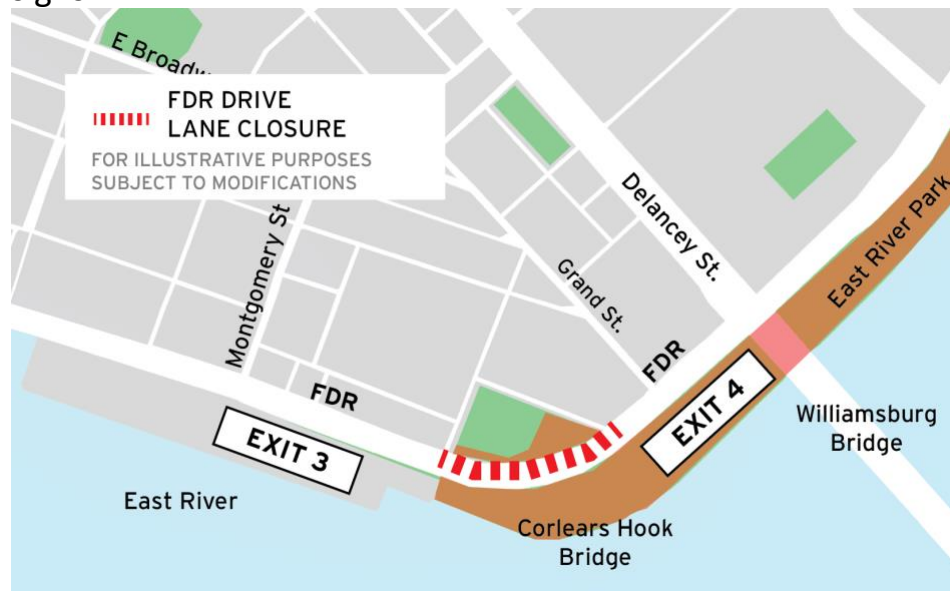 E Broadw
FDR DRIVE
LANE CLOSURE
FOR ILLUSTRATIVE PURPOSES
SUBJECT TO MODIFICATIONS
Montgomery St
Delancey St.
Grand St.
East River Park
FDR
FDR
EXIT 3
EXIT 4
Williamsburg
Bridge
East River
Corlears Hook
Bridge